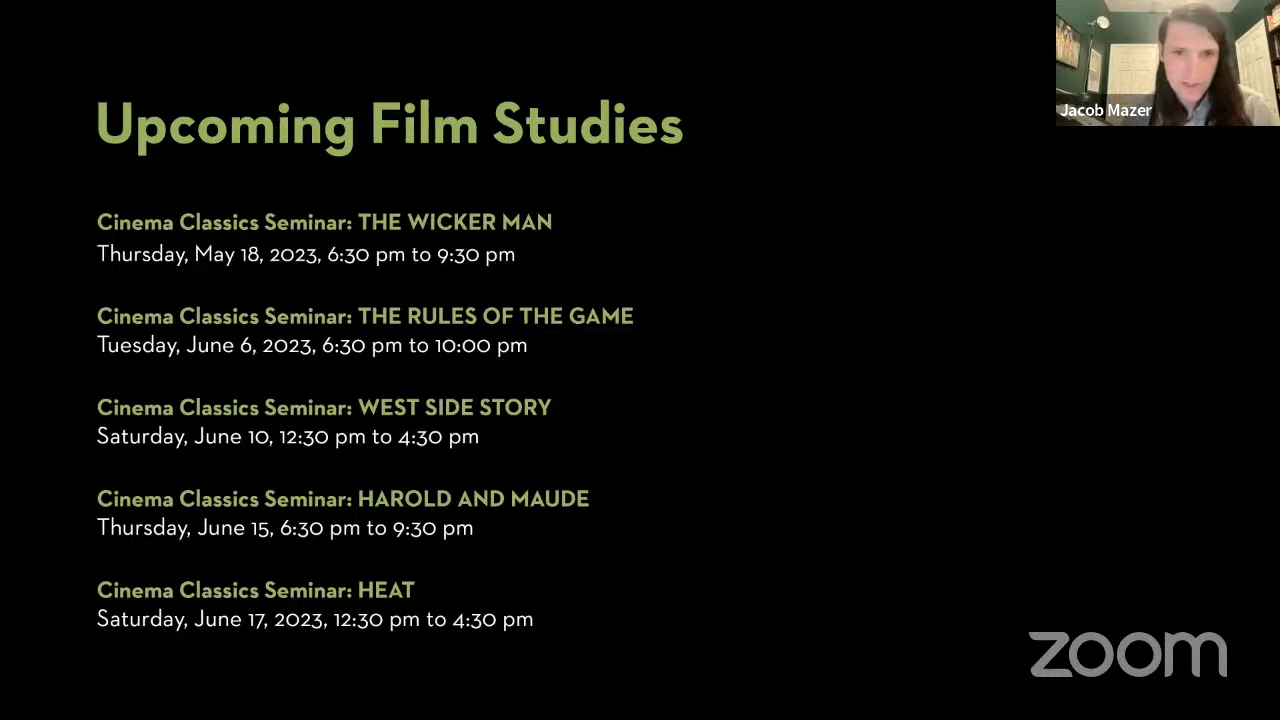 Upcoming Film Studies
Jacob Mazer
Cinema Classics Seminar: THE WICKER MAN
Thursday, May 18, 2023, 6:30 pm to 9:30 pm
Cinema Classics Seminar: THE RULES OF THE GAME
Tuesday, June 6, 2023, 6:30 pm to 10:00 pm
Cinema Classics Seminar: WEST SIDE STORY
Saturday, June 10, 12:30 pm to 4:30 pm
Cinema Classics Seminar: HAROLD AND MAUDE
Thursday, June 15, 6:30 pm to 9:30 pm
Cinema Classics Seminar: HEAT
Saturday, June 17, 2023, 12:30 pm to 4:30 pm
zoom